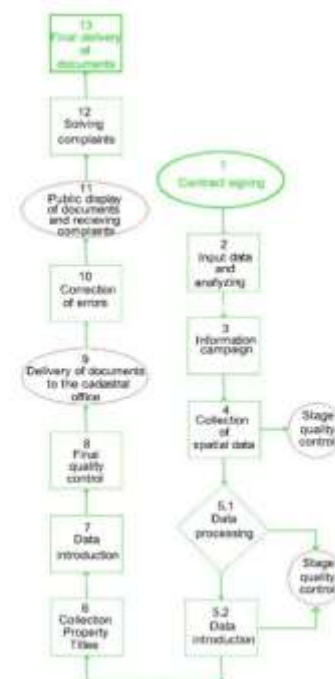 13
Final delivery
of
documents
12
Solving
complaints
11
Public display
of documents
and recieving
complaints
10
Correction
of errors
9
Delivery of documents
to the cadastral
office
8
Final
quality
control
7
Data
introduction
6
Collection
Property
Titles
1
Contract signing
2
Input data
and
analyzing
3
Information
campaign
4
Collection
of
spatial data
Stage
quality
control
5.1
Data
processing
Stage
quality
control
5.2
Data
introduction